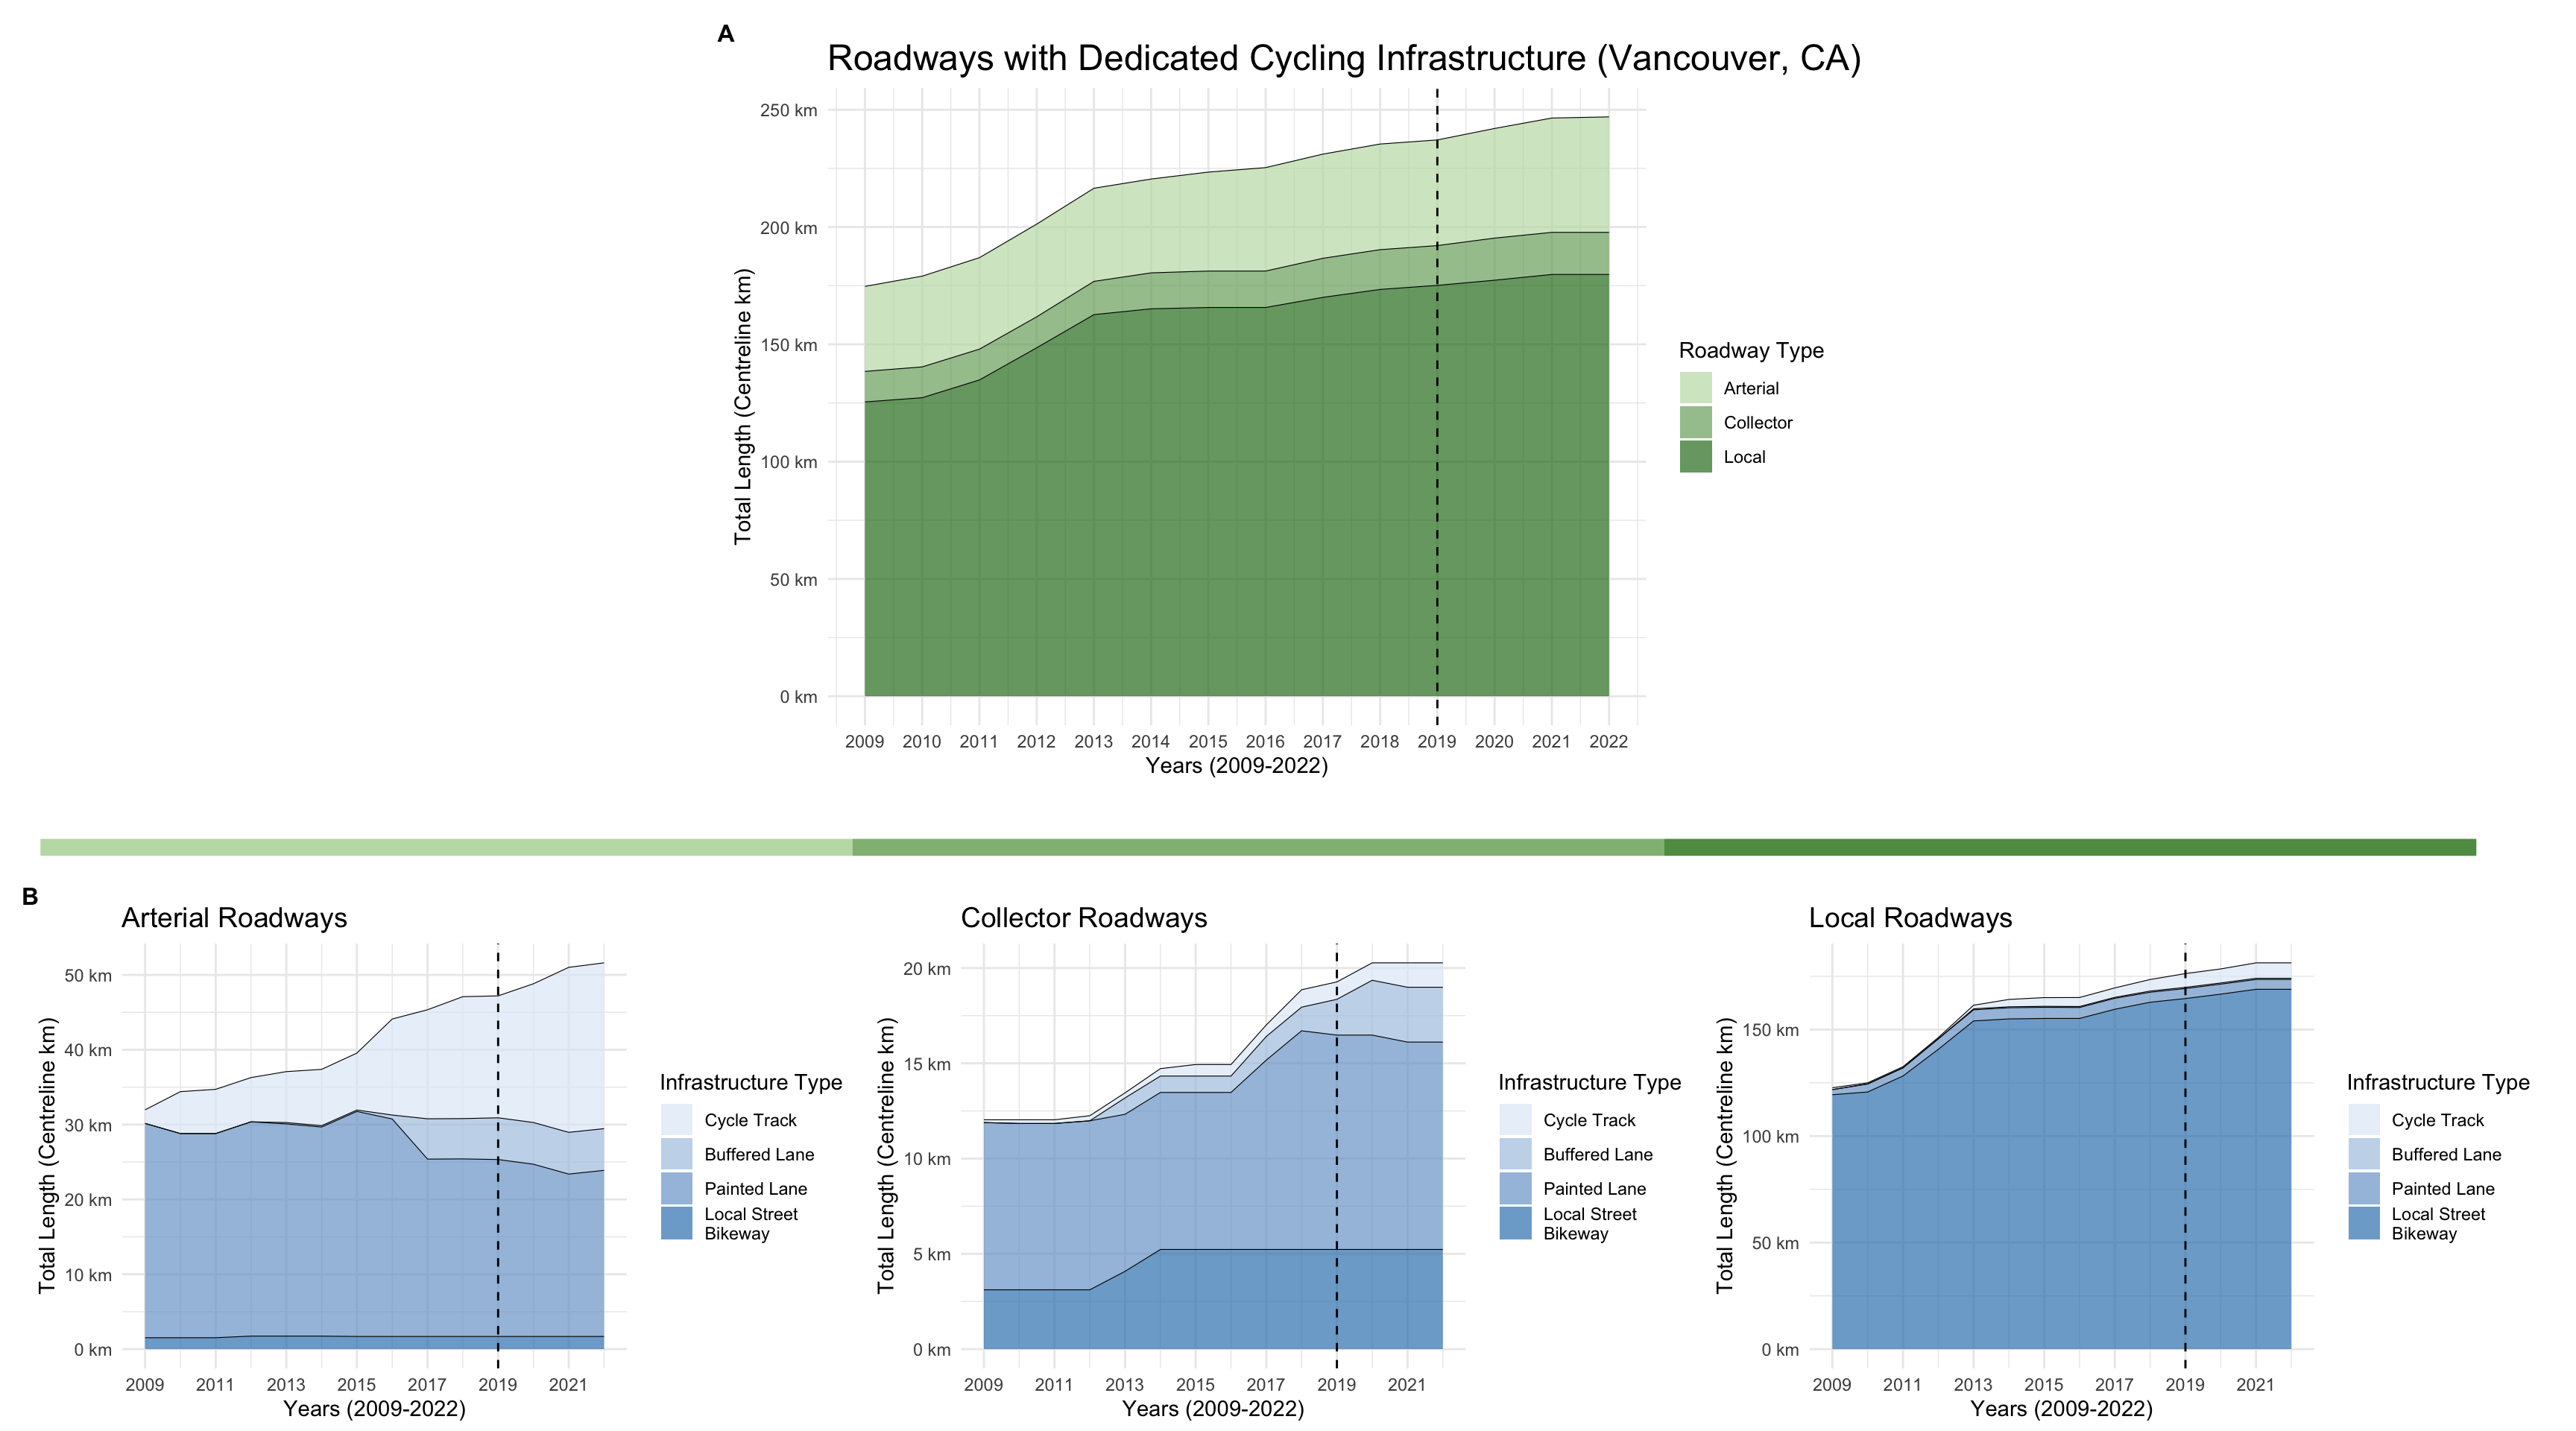 A
Roadways with Dedicated Cycling Infrastructure (Vancouver, CA)
Total Length (Centreline km)
250 km
200 km
150 km
100 km
50 km
0 km
2009 2010 2011 2012 2013 2014 2015 2016 2017 2018 2019 2020 2021 2022
Years (2009-2022)
Roadway Type
Arterial
Collector
Local
B
Arterial Roadways
Total Length (Centreline km)
50 km
40 km
30 km
20 km
10 km
0 km
2009 2011 2013 2015 2017 2019 2021
Years (2009-2022)
Infrastructure Type
Cycle Track
Buffered Lane
Painted Lane
Local Street
Bikeway
Collector Roadways
Total Length (Centreline km)
20 km
15 km
10 km
5 km
0 km
2009 2011 2013 2015 2017 2019 2021
Years (2009-2022)
Infrastructure Type
Cycle Track
Buffered Lane
Painted Lane
Local Street
Bikeway
Local Roadways
Total Length (Centreline km)
150 km
100 km
50 km
0 km
2009 2011 2013 2015 2017 2019 2021
Years (2009-2022)
Infrastructure Type
Cycle Track
Buffered Lane
Painted Lane
Local Street
Bikeway